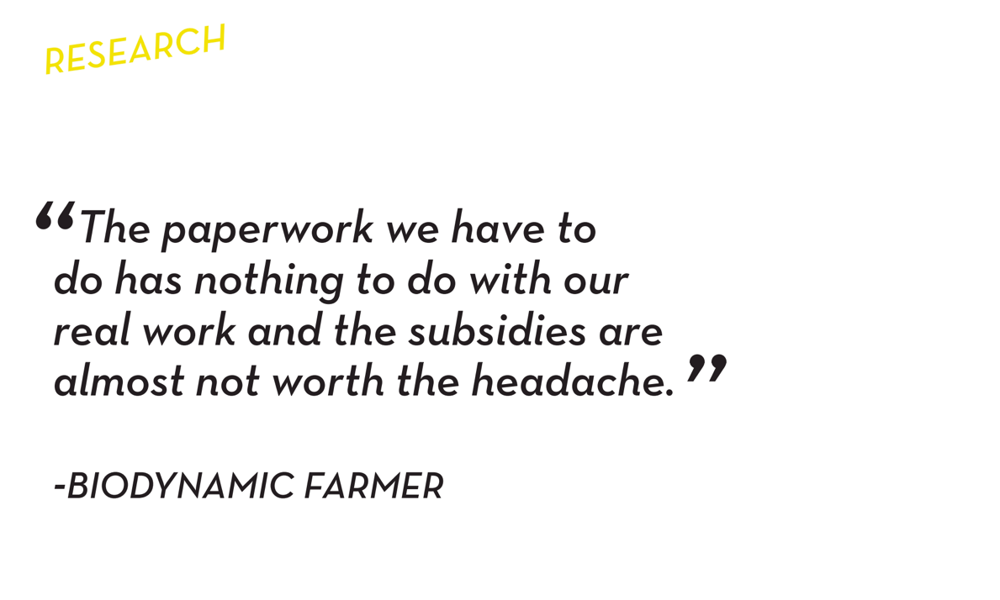 RESEARCH
“The paperwork we have to
do has nothing to do with our
real work and the subsidies are
almost not worth the headache.”
-BIODYNAMIC FARMER